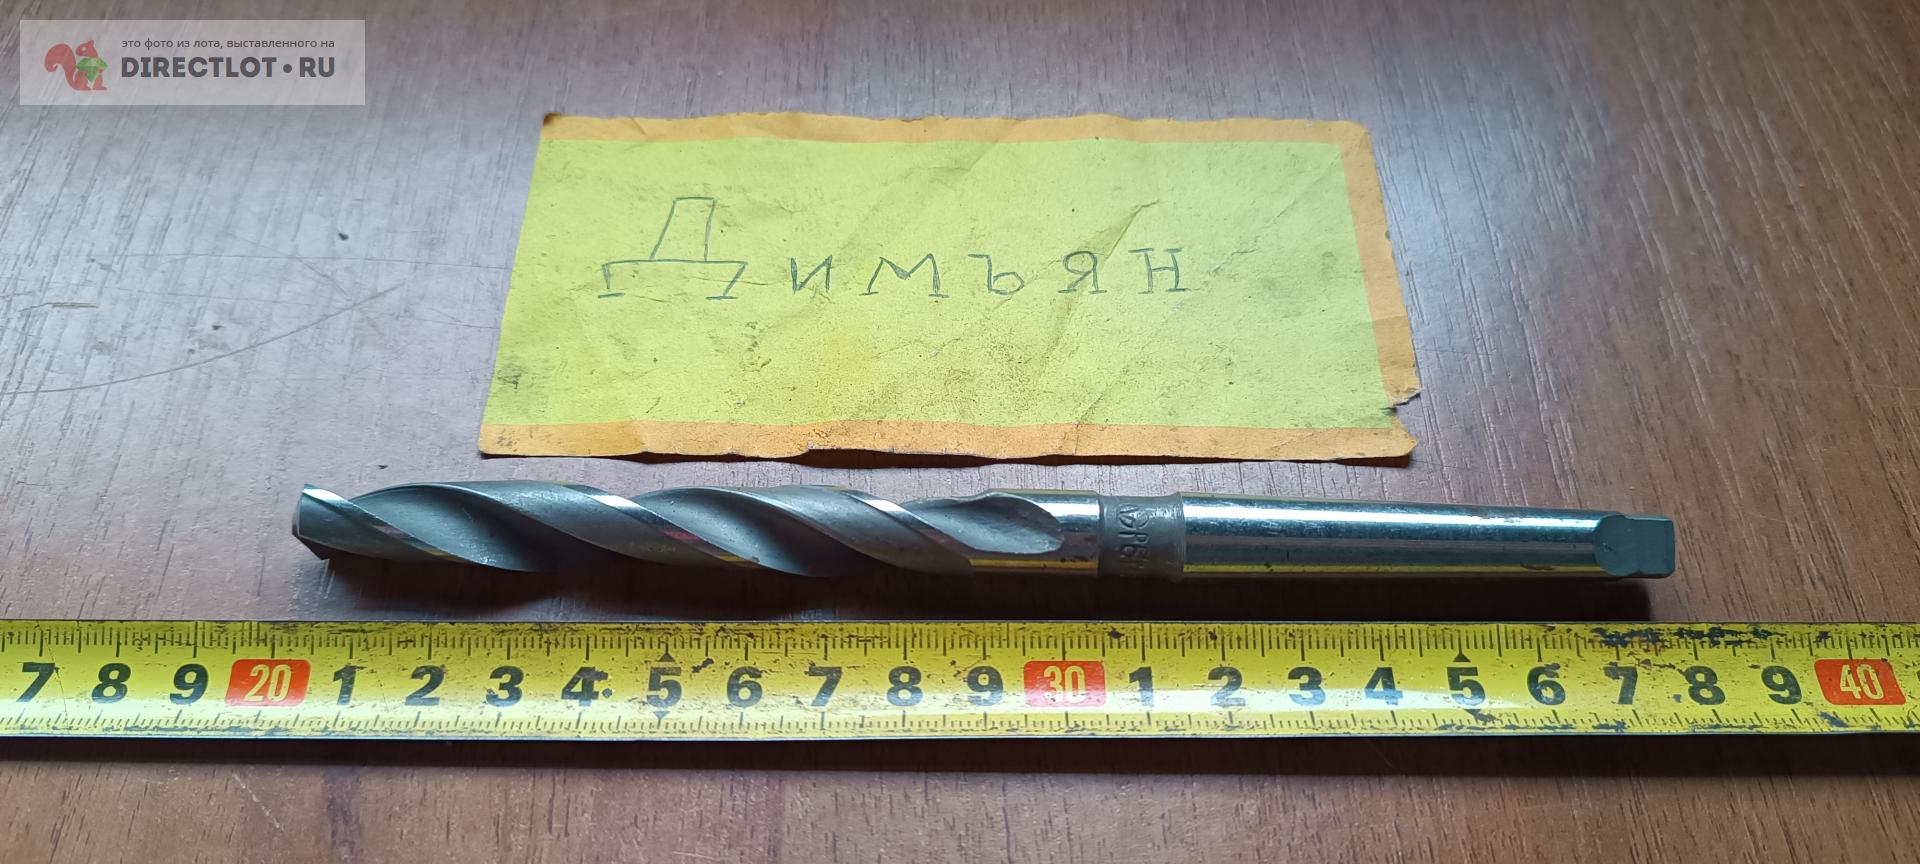 это фото из лота, выставленного на
DIRECTLOT•RU
Димъян
7 8 9 20 1 2 3 4 5 6 7 8 9 30 1 2 3 4 5 6 7 8 9 40